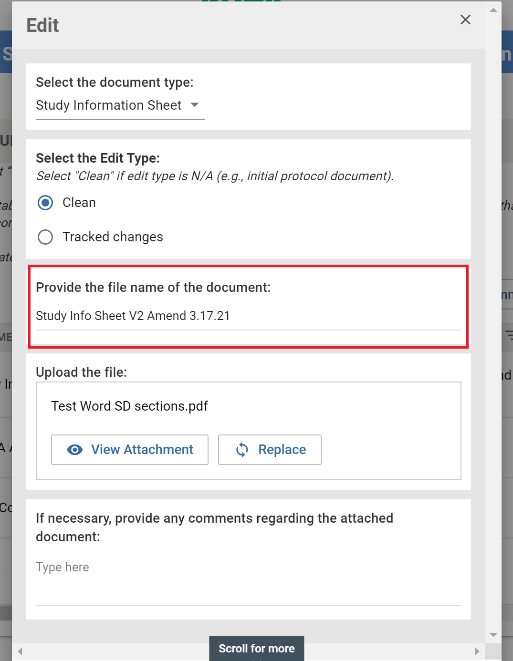 Edit
Select the document type:
Study Information Sheet
Select the Edit Type:
Select "Clean" if edit type is N/A (e.g., initial protocol document).
Clean
Tracked changes
Provide the file name of the document:
Study Info Sheet V2 Amend 3.17.21
Upload the file:
Test Word SD sections.pdf
View Attachment
Replace
If necessary, provide any comments regarding the attached
document:
Type here
Scroll for more